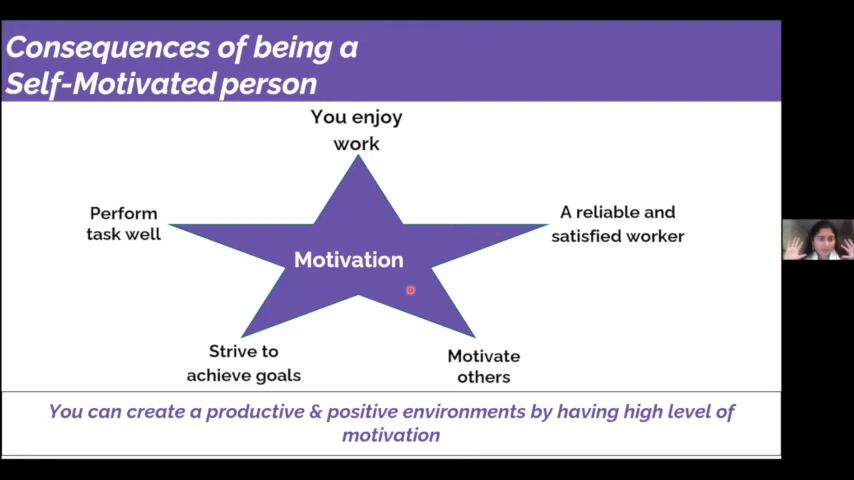 Consequences of being a
Self-Motivated person
You enjoy
work
Perform
task well
A reliable and
satisfied worker
Motivation
Strive to
achieve goals
Motivate
others
You can create a productive & positive environments by having high level of
motivation